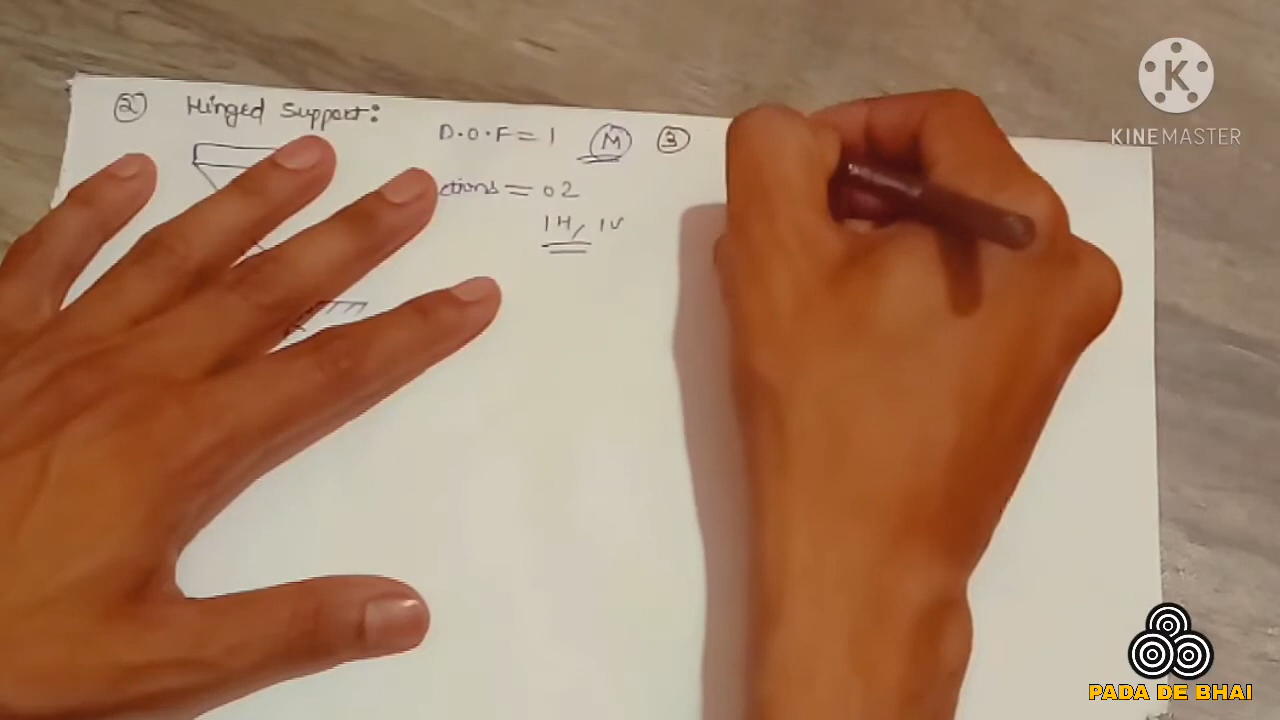 ② Hinged Support:
D.O.F = 1 Ⓜ ③
ctions = 02
1H, 1V
K
KINEMASTER
PADA DE BHAI